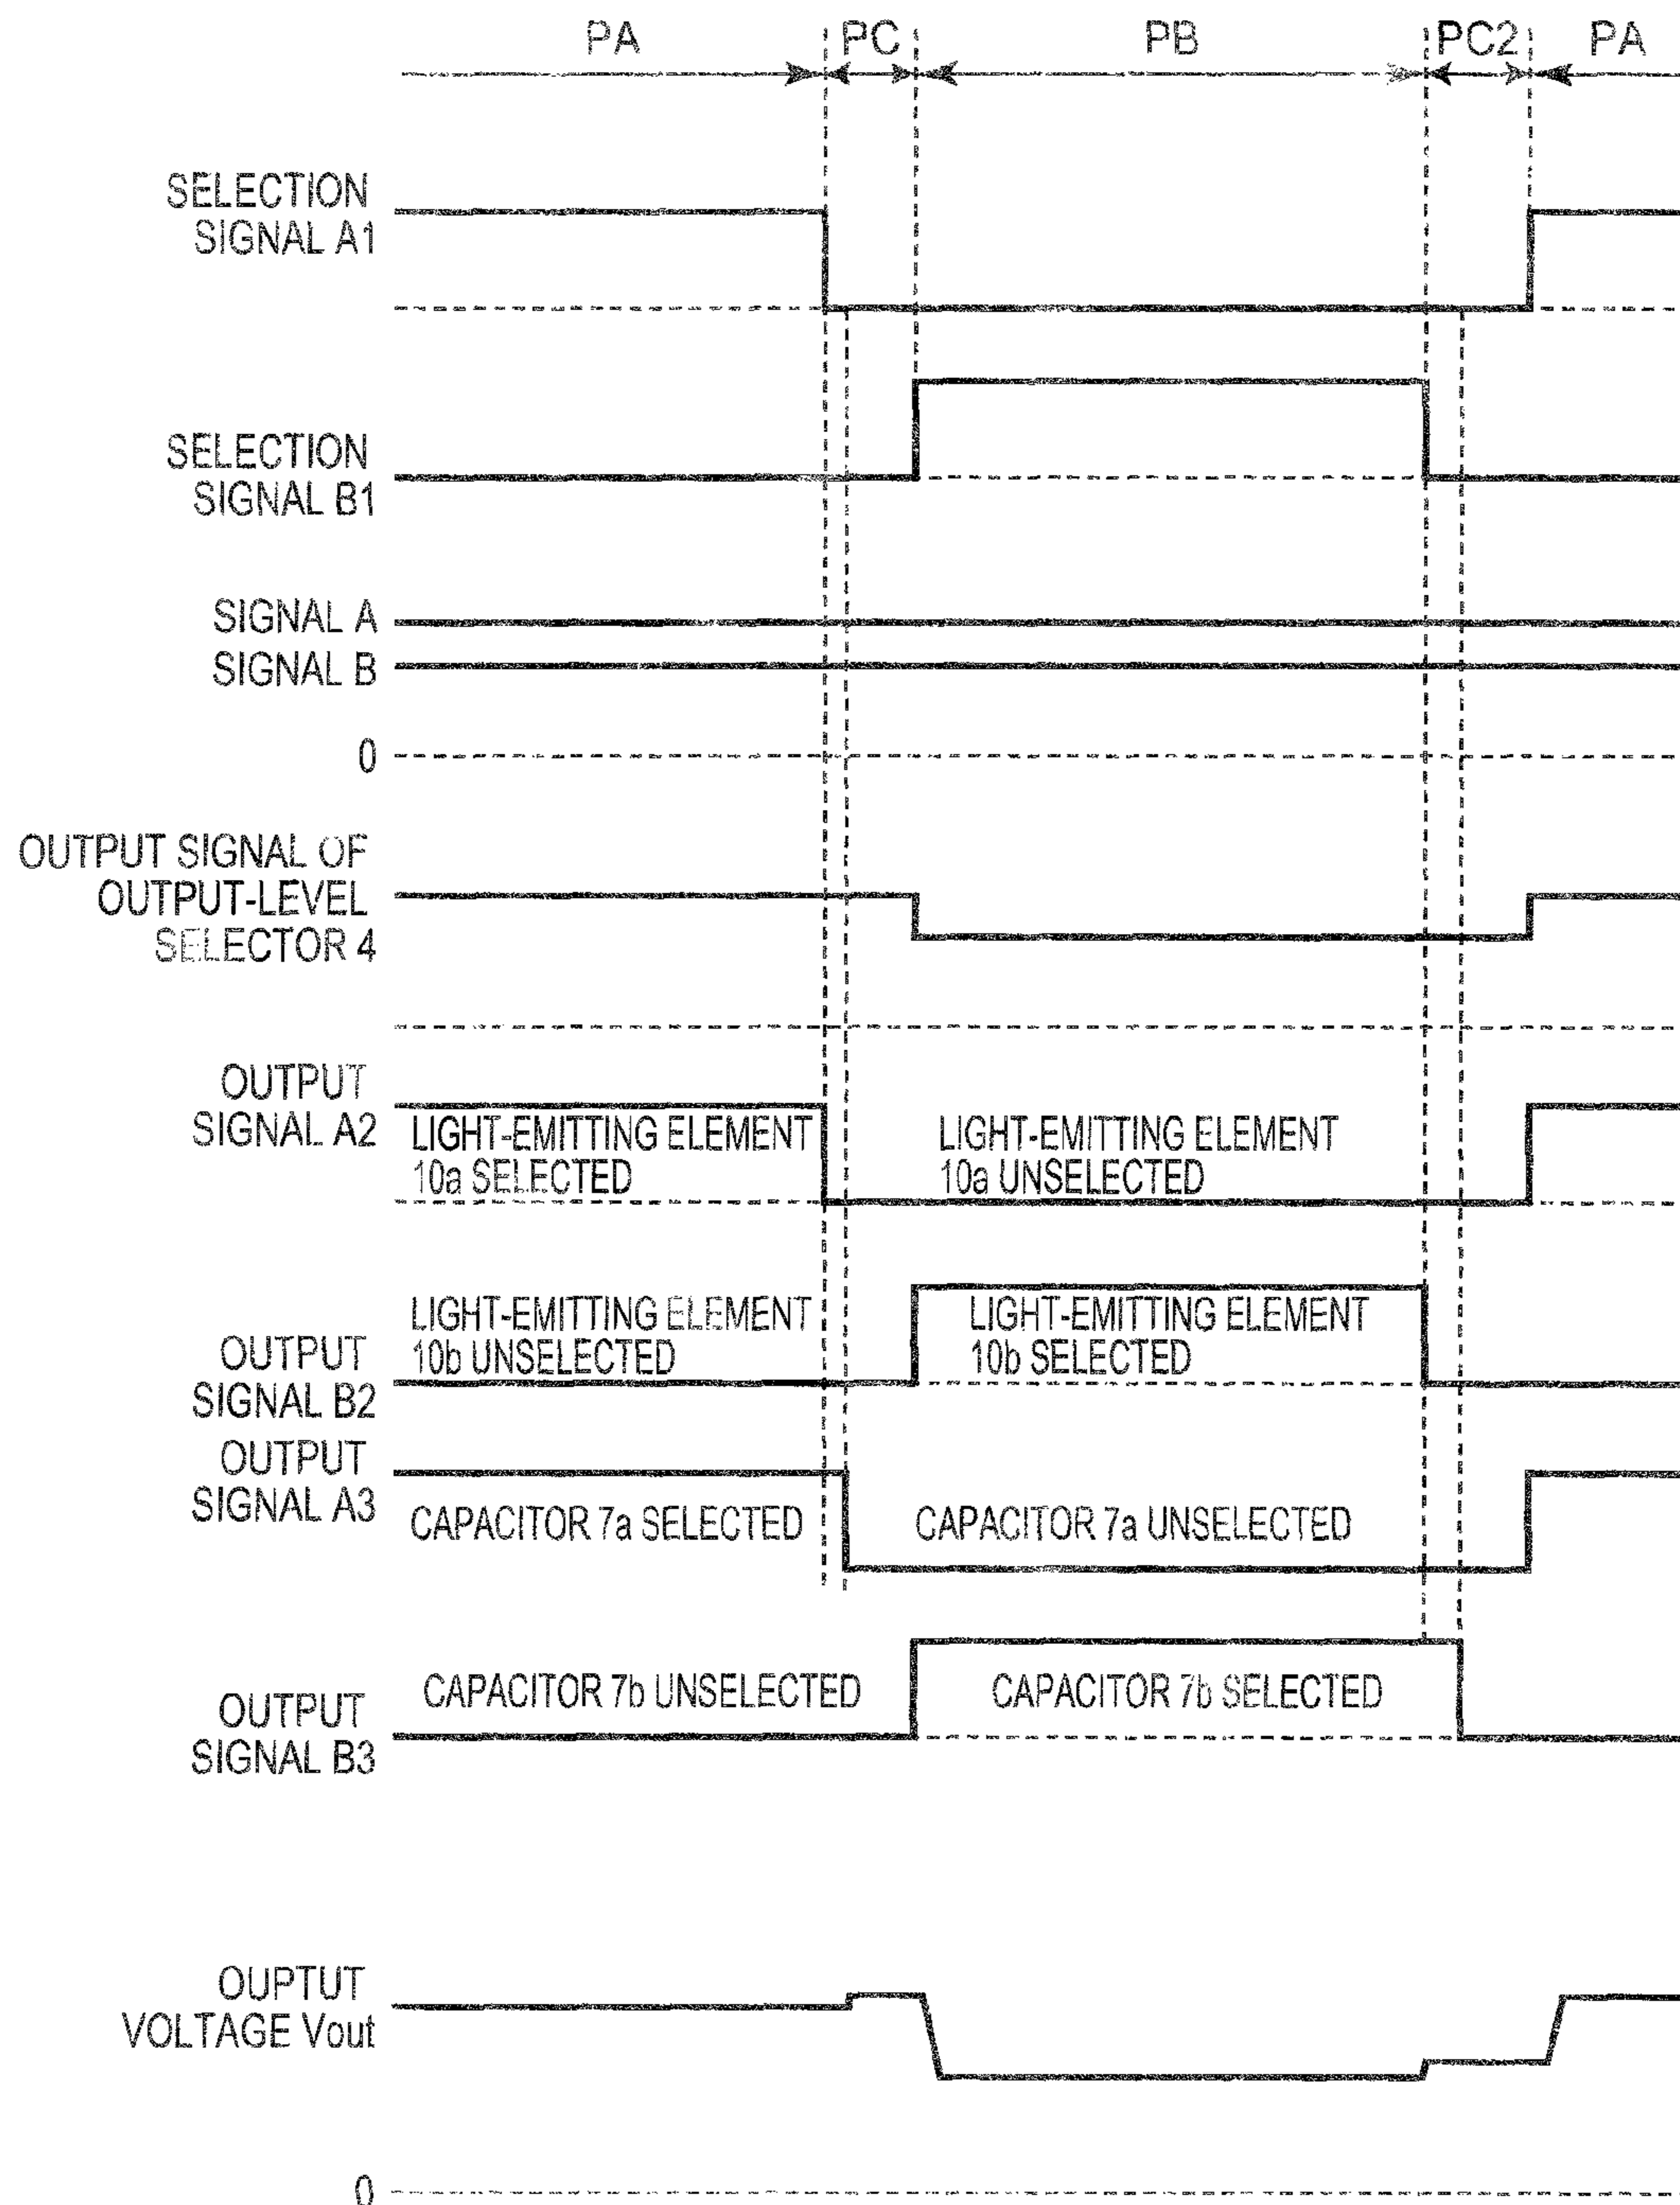 PA PC PB PC2 PA
SELECTION
SIGNAL A1
SELECTION
SIGNAL B1
SIGNAL A
SIGNAL B
0
OUTPUT SIGNAL OF
OUTPUT-LEVEL
SELECTOR 4
OUTPUT
SIGNAL A2
LIGHT-EMITTING ELEMENT
10a SELECTED
LIGHT-EMITTING ELEMENT
10a UNSELECTED
OUTPUT
SIGNAL B2
LIGHT-EMITTING ELEMENT
10b UNSELECTED
LIGHT-EMITTING ELEMENT
10b SELECTED
OUTPUT
SIGNAL A3
CAPACITOR 7a SELECTED
CAPACITOR 7a UNSELECTED
OUTPUT
SIGNAL B3
CAPACITOR 7b UNSELECTED
CAPACITOR 7b SELECTED
OUPTUT
VOLTAGE Vout
0